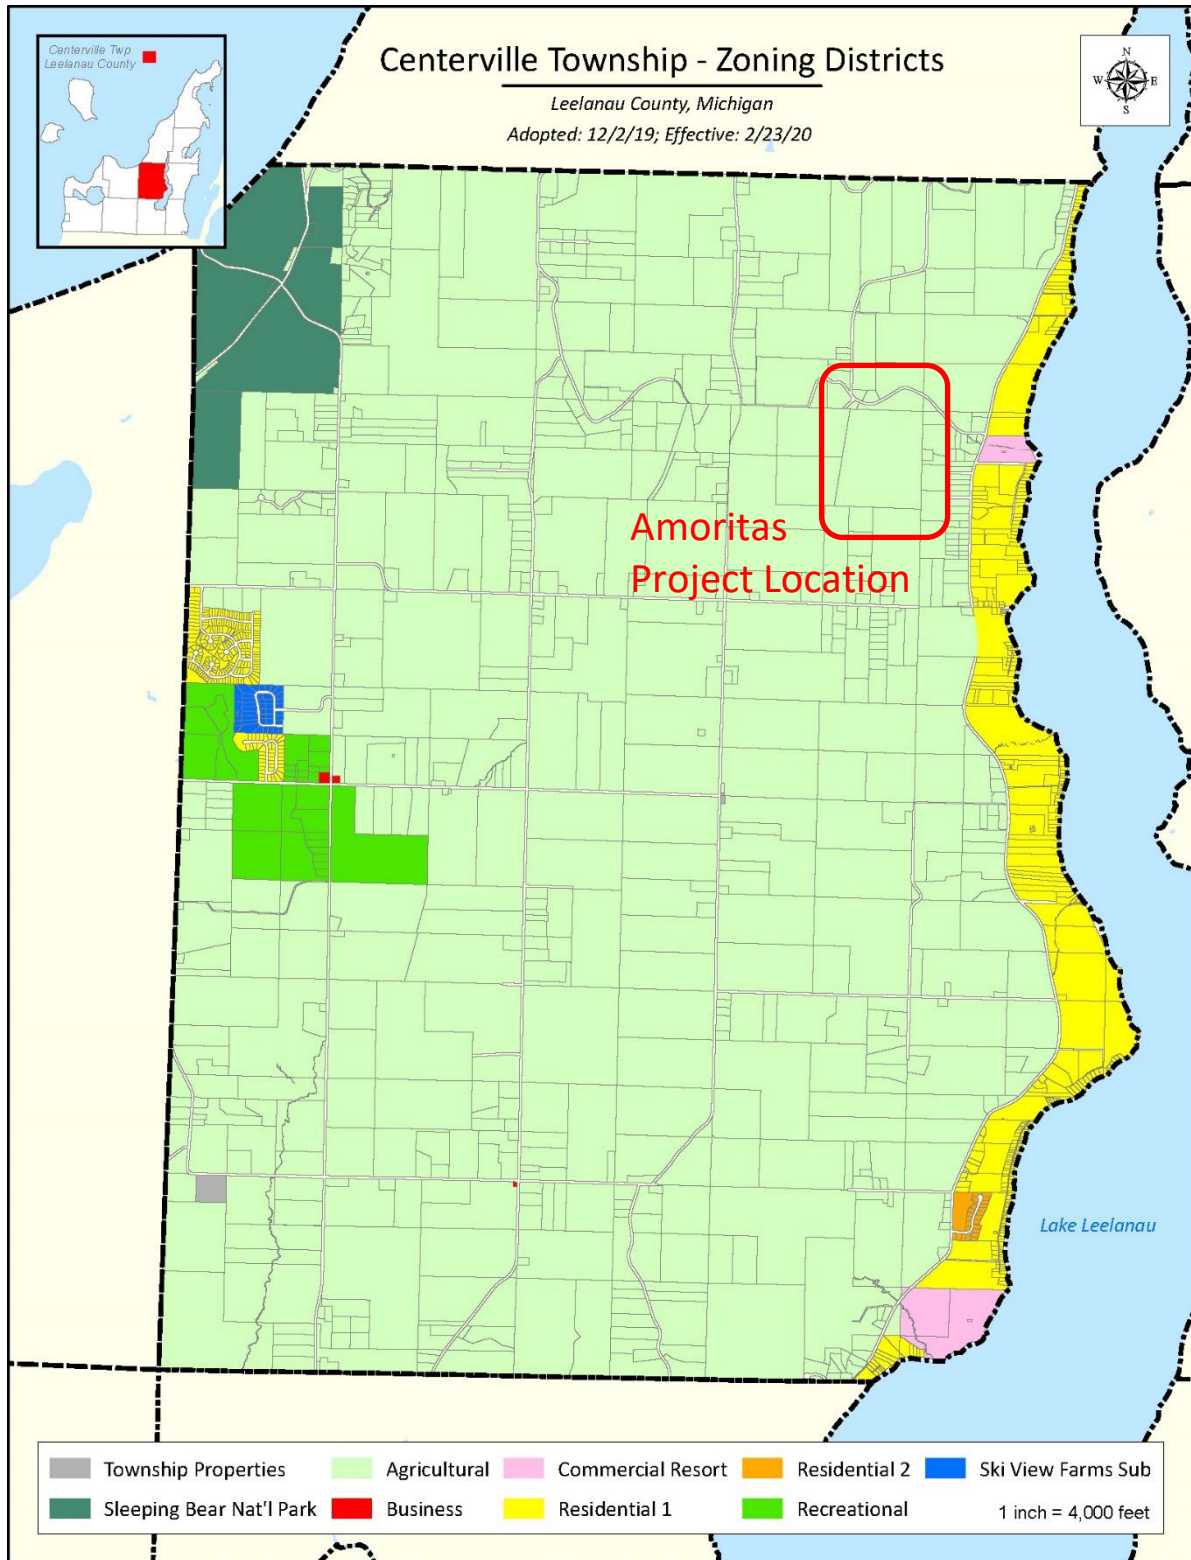 Centerville Twp
Leelanau County
Centerville Township - Zoning Districts
Leelanau County, Michigan
Adopted: 12/2/19; Effective: 2/23/20
N
W E
S
Amoritas
Project Location
Lake Leelanau
Township Properties
Agricultural
Commercial Resort
Residential 2
Ski View Farms Sub
Sleeping Bear Nat'l Park
Business
Residential 1
Recreational
1 inch = 4,000 feet